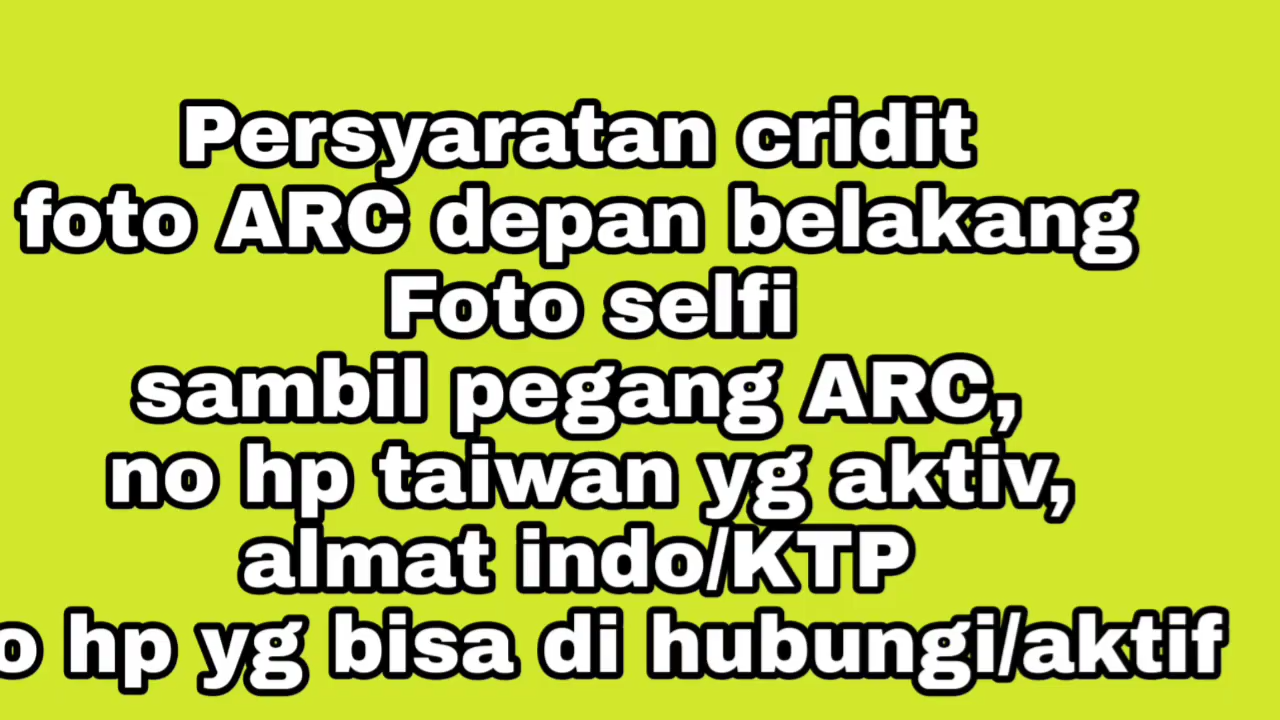 Persyaratan cridit
foto ARC depan belakang
Foto selfi
sambil pegang ARC,
no hp taiwan yg aktiv,
almat indo/KTP
hp yg bisa di hubungi/aktif